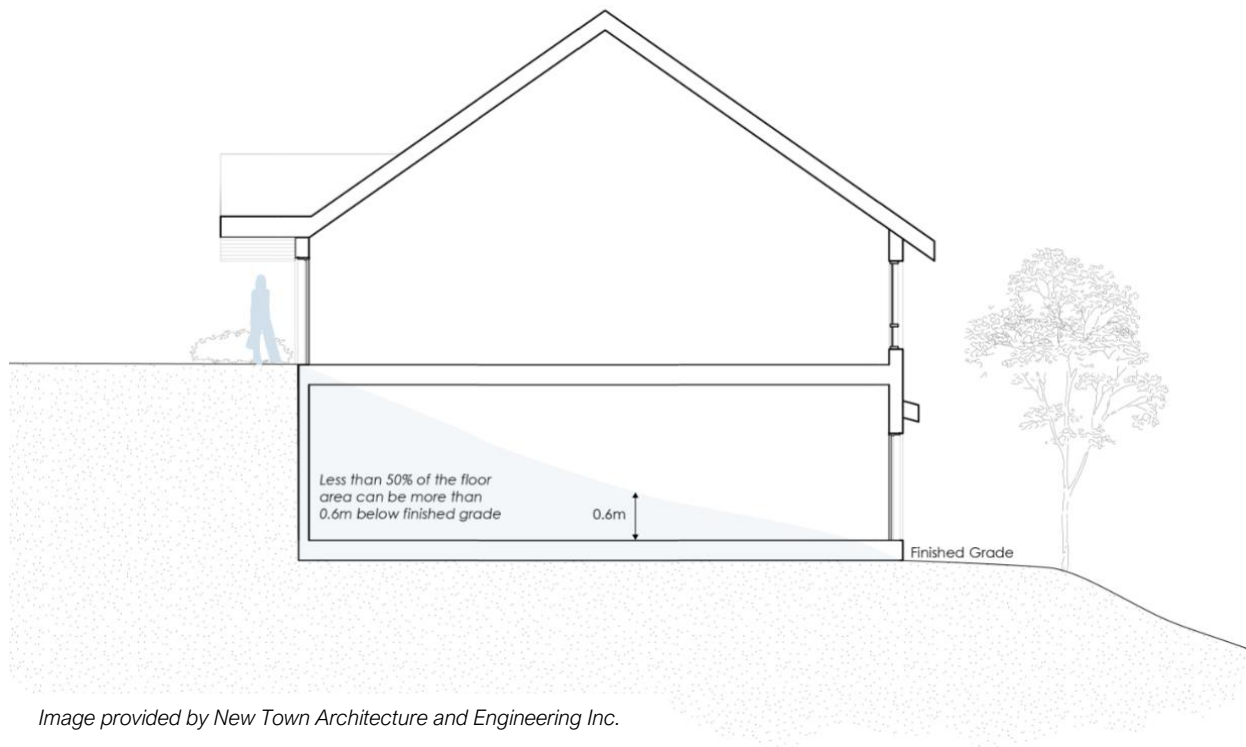 Less than 50% of the floor
area can be more than
0.6m below finished grade
0.6m
Finished Grade
Image provided by New Town Architecture and Engineering Inc.